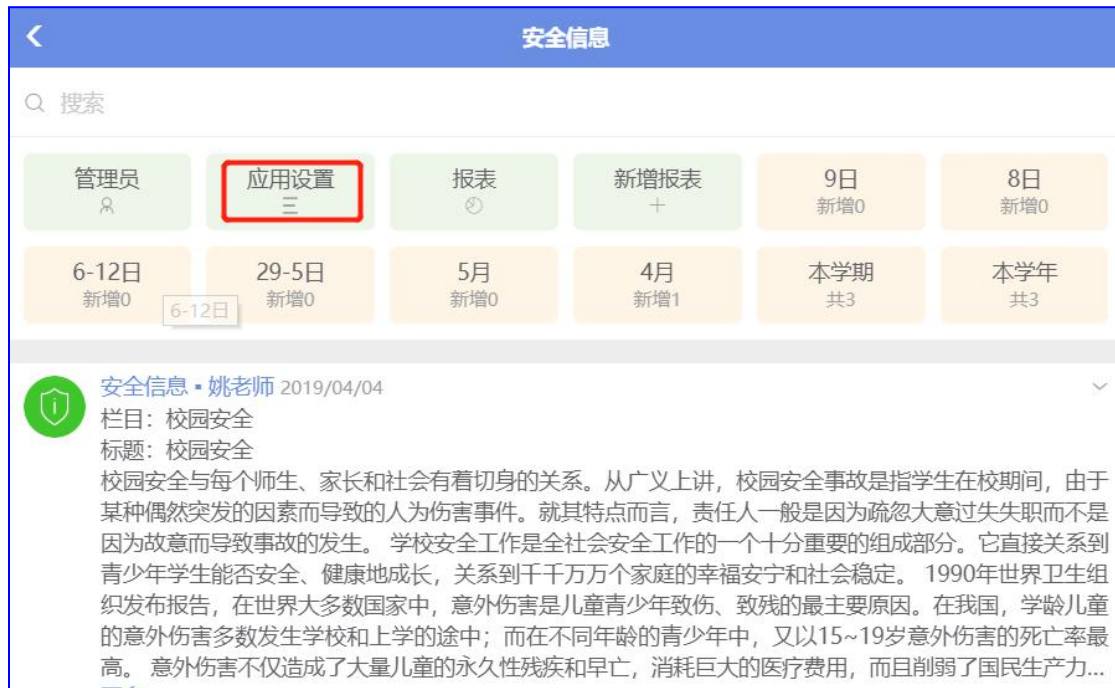 安全信息
搜索
管理员 应用设置 报表 新增报表 9日 8日
新增0 新增0
6-12日 29-5日 5月 4月 本学期 本学年
新增0 新增0 新增0 新增1 共3 共3
6-12日
安全信息▪姚老师 2019/04/04
栏目：校园安全
标题：校园安全
校园安全与每个师生、家长和社会有着切身的关系。从广义上讲，校园安全事故是指学生在校期间，由于
某种偶然突发的因素而导致的人为伤害事件。就其特点而言，责任人一般是因为疏忽大意过失失职而不是
因为故意而导致事故的发生。 学校安全工作是全社会安全工作的一个十分重要的组成部分。它直接关系到
青少年学生能否安全、健康地成长，关系到千千万万个家庭的幸福安宁和社会稳定。 1990年世界卫生组
织发布报告，在世界大多数国家中，意外伤害是儿童青少年致伤、致残的最主要原因。在我国，学龄儿童
的意外伤害多数发生学校和上学的途中；而在不同年龄的青少年中，又以15~19岁意外伤害的死亡率最
高。 意外伤害不仅造成了大量儿童的永久性残疾和早亡，消耗巨大的医疗费用，而且削弱了国民生产力...